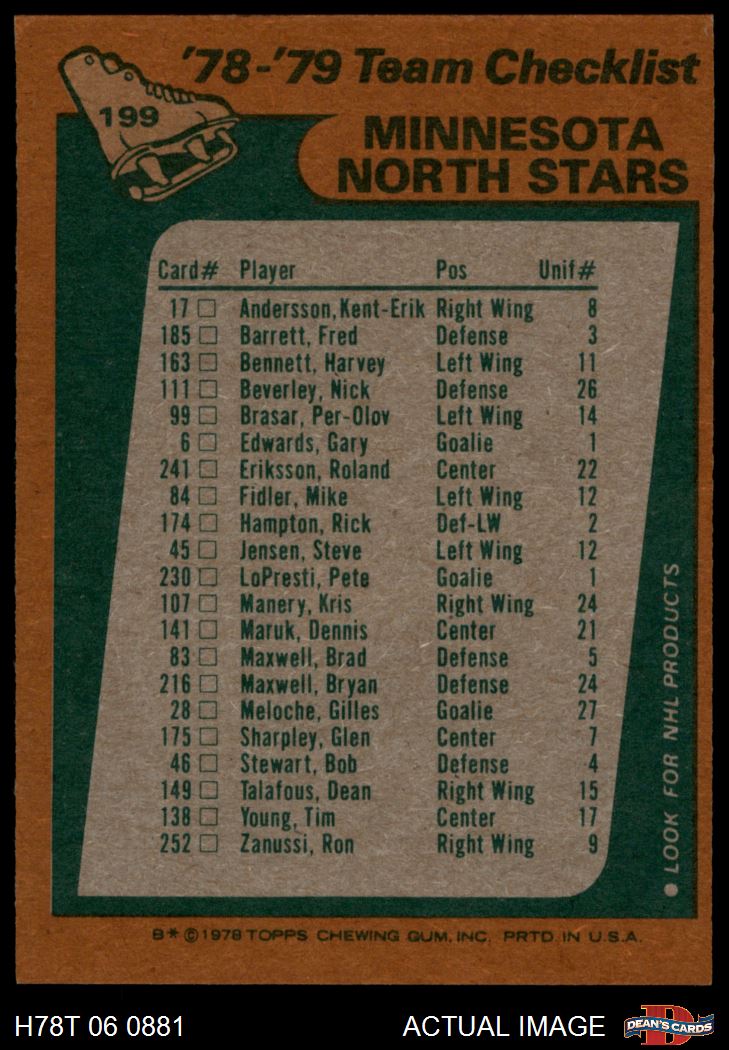 '78-'79 Team Checklist
199
MINNESOTA
NORTH STARS
Card# Player Pos Unif#
17 Andersson, Kent-Erik Right Wing 8
185 Barrett, Fred Defense 3
163 Bennett, Harvey Left Wing 11
111 Beverley, Nick Defense 26
99 Brasar, Per-Olov Left Wing 14
6 Edwards, Gary Goalie 1
241 Eriksson, Roland Center 22
84 Fidler, Mike Left Wing 12
174 Hampton, Rick Def-LW 2
45 Jensen, Steve Left Wing 12
230 LoPresti, Pete Goalie 1
107 Manery, Kris Right Wing 24
141 Maruk, Dennis Center 21
83 Maxwell, Brad Defense 5
216 Maxwell, Bryan Defense 24
28 Meloche, Gilles Goalie 27
175 Sharpley, Glen Center 7
46 Stewart, Bob Defense 4
149 Talafous, Dean Right Wing 15
138 Young, Tim Center 17
252 Zanussi, Ron Right Wing 9
● LOOK FOR NHL PRODUCTS
B* © 1978 TOPPS CHEWING GUM, INC. PRTD. IN U.S.A.
H78T 06 0881 ACTUAL IMAGE DEAN'S CARDS